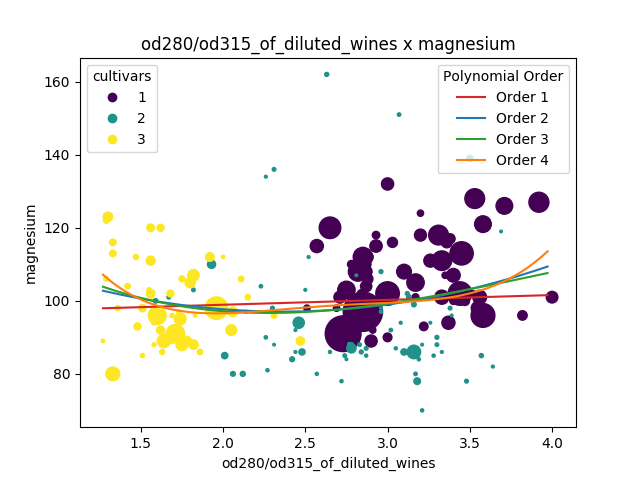 od280/od315_of_diluted_wines x magnesium
cultivars
1
2
3
Polynomial Order
Order 1
Order 2
Order 3
Order 4
magnesium
160
140
120
100
80
1.5 2.0 2.5 3.0 3.5 4.0
od280/od315_of_diluted_wines